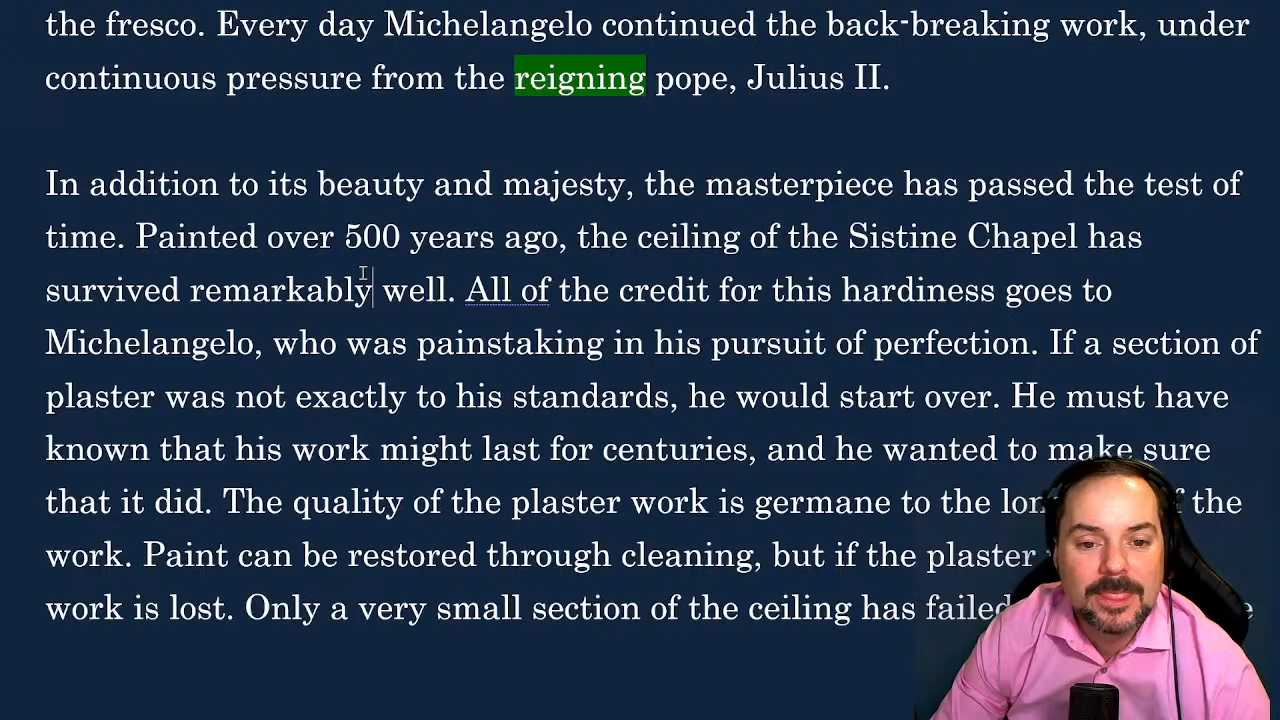 the fresco. Every day Michelangelo continued the back-breaking work, under
continuous pressure from the reigning pope, Julius II.
In addition to its beauty and majesty, the masterpiece has passed the test of
time. Painted over 500 years ago, the ceiling of the Sistine Chapel has
survived remarkably well. All of the credit for this hardiness goes to
Michelangelo, who was painstaking in his pursuit of perfection. If a section of
plaster was not exactly to his standards, he would start over. He must have
known that his work might last for centuries, and he wanted to make sure
that it did. The quality of the plaster work is germane to the of the
work. Paint can be restored through cleaning, but if the plaster
work is lost. Only a very small section of the ceiling has failed